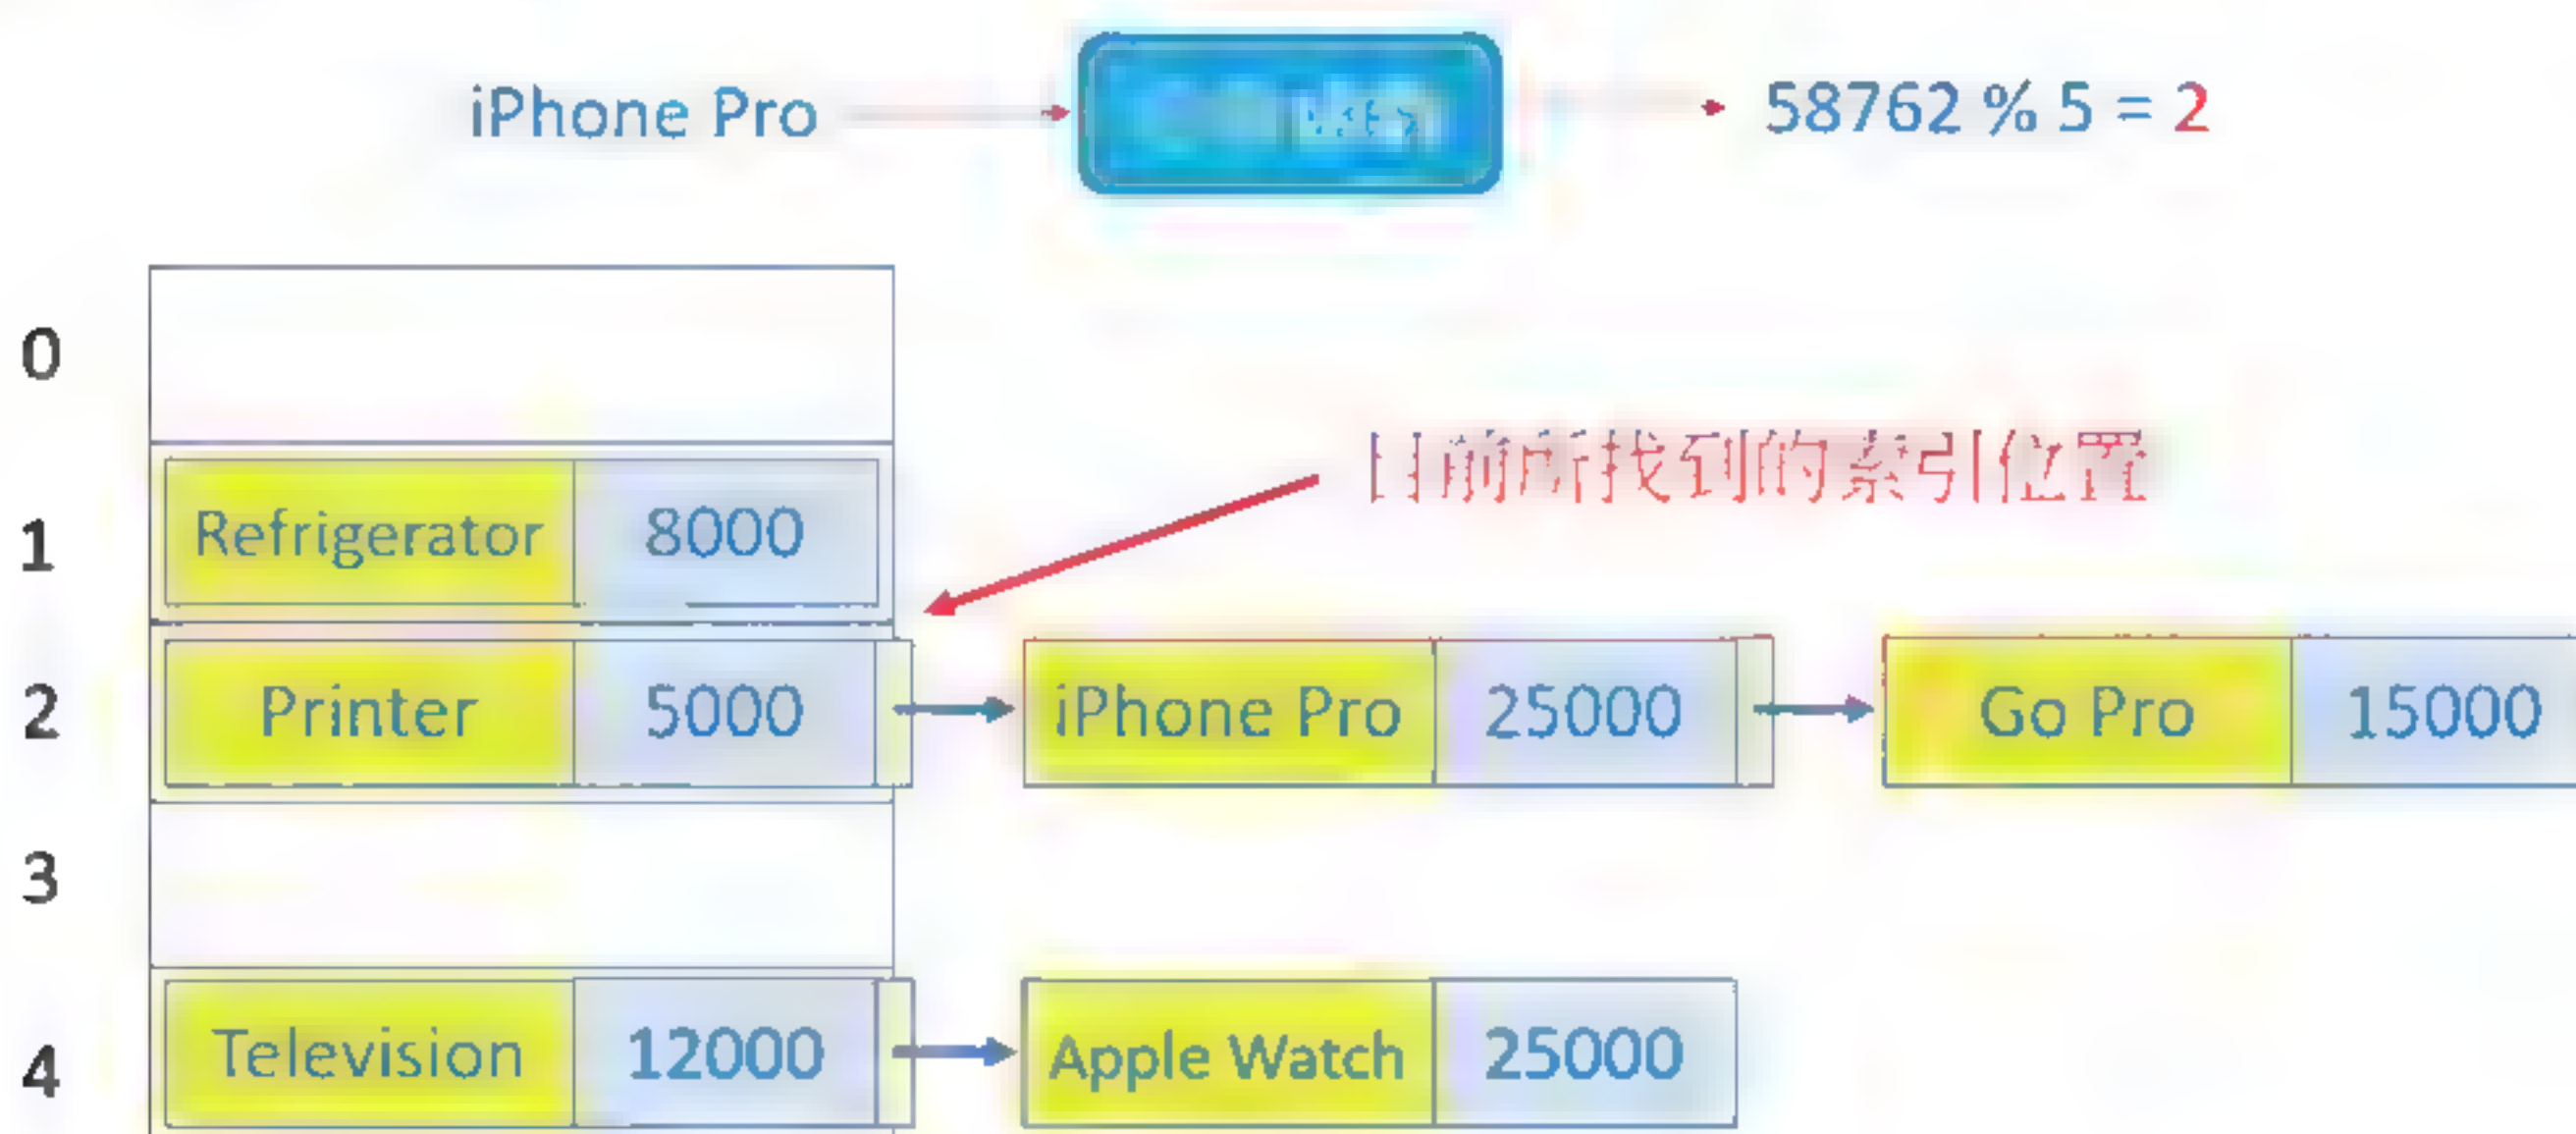 iPhone Pro
58762 % 5 = 2
0
目前所找到的索引位置
1 Refrigerator 8000
2 Printer 5000 iPhone Pro 25000 Go Pro 15000
3
4 Television 12000 Apple Watch 25000